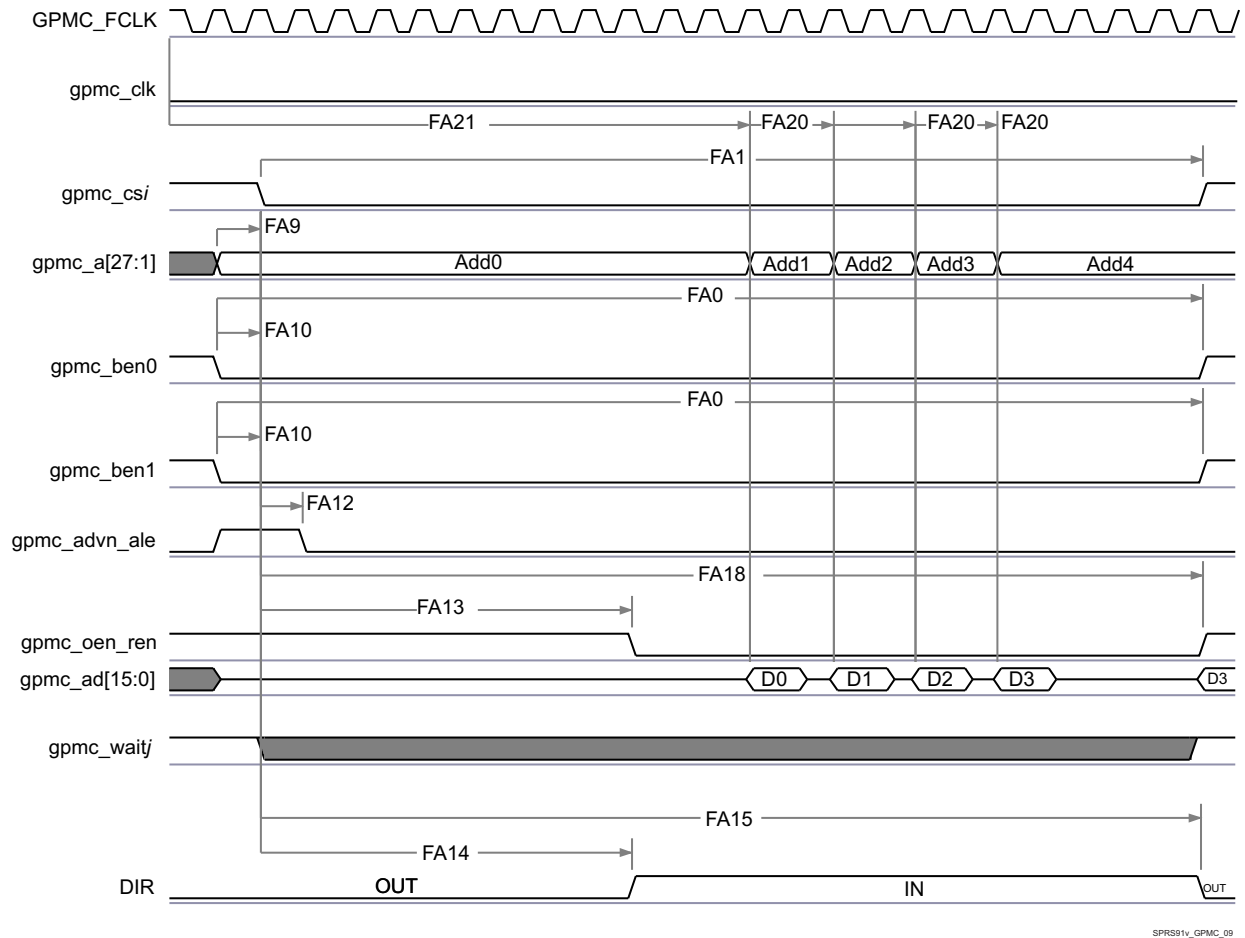 GPMC_FCLK
gpmc_clk
FA21 FA20 FA20 FA20
FA1
gpmc_csi
FA9
gpmc_a[27:1] Add0 Add1 Add2 Add3 Add4
FA0
FA10
gpmc_ben0
FA0
FA10
gpmc_ben1
FA12
gpmc_advn_ale
FA18
FA13
gpmc_oen_ren
gpmc_ad[15:0] D0 D1 D2 D3 D3
gpmc_waitj
FA15
FA14
DIR OUT IN OUT
SPRS91v_GPMC_09